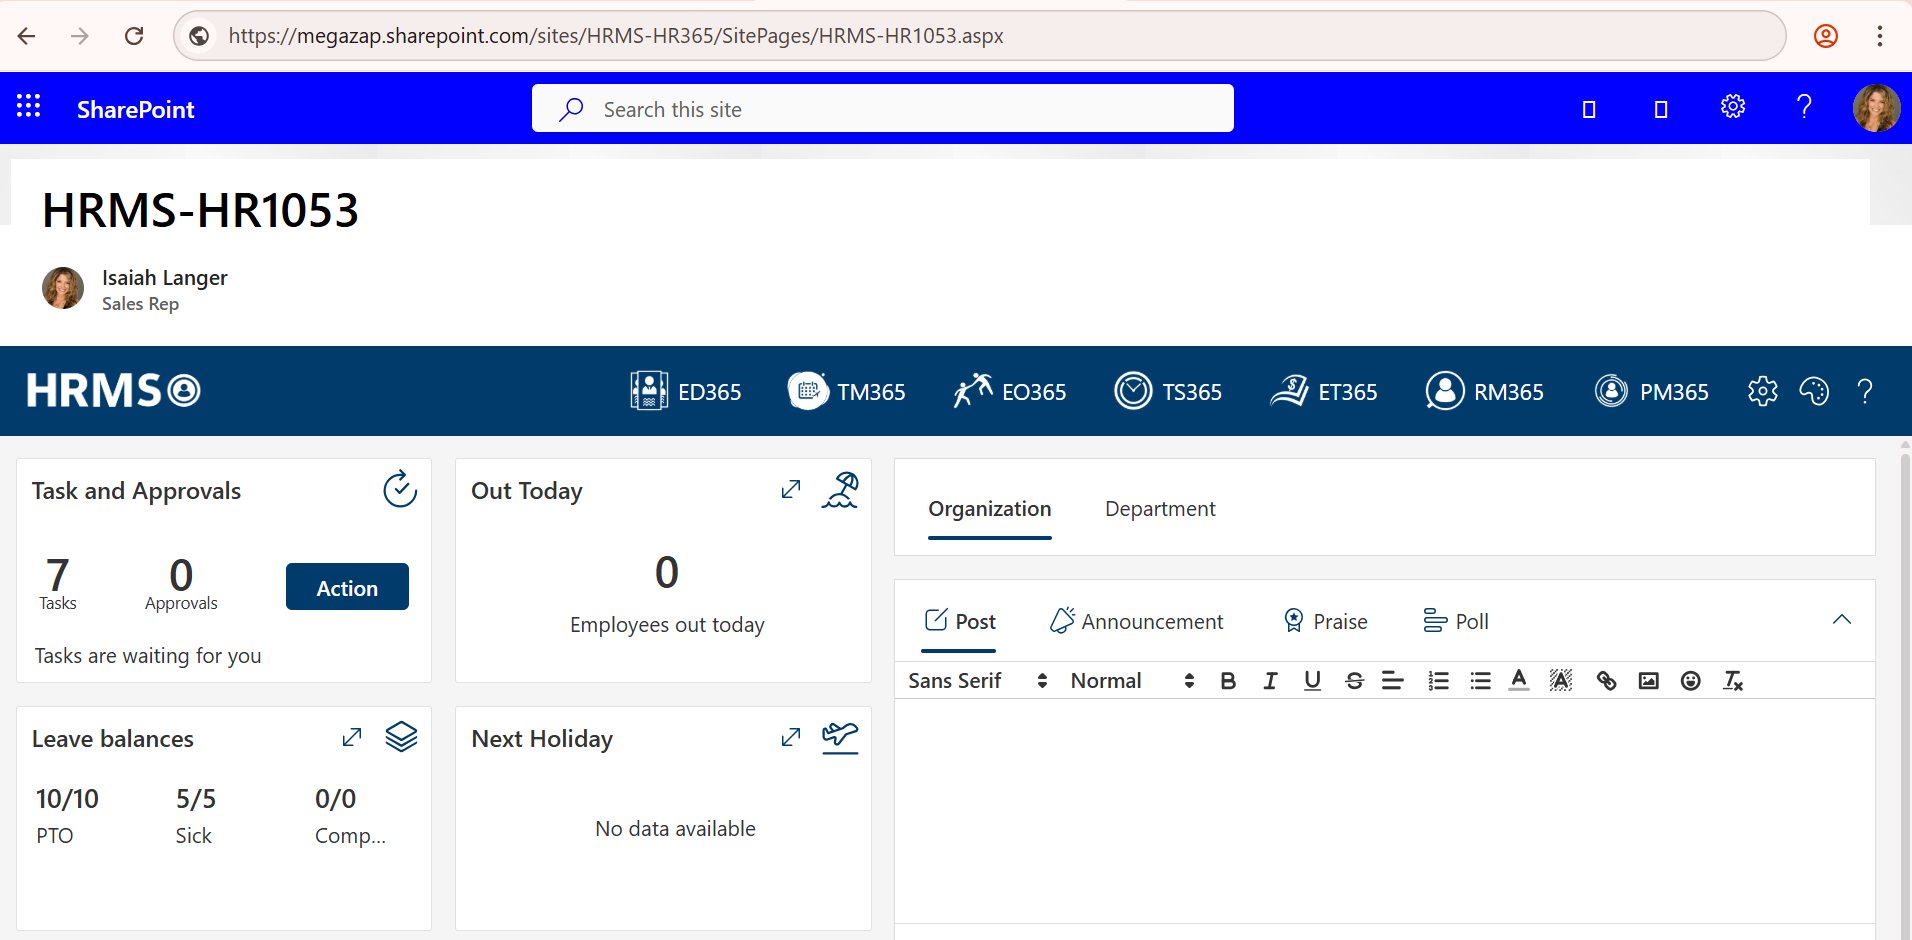 https://megazap.sharepoint.com/sites/HRMS-HR365/SitePages/HRMS-HR1053.aspx
SharePoint
Search this site
HRMS-HR1053
Isaiah Langer
Sales Rep
HRMS
ED365
TM365
EO365
TS365
ET365
RM365
PM365
Task and Approvals
7
Tasks
0
Approvals
Action
Tasks are waiting for you
Out Today
0
Employees out today
Leave balances
10/10
PTO
5/5
Sick
0/0
Comp...
Next Holiday
No data available
Organization
Department
Post
Announcement
Praise
Poll
Sans Serif
Normal